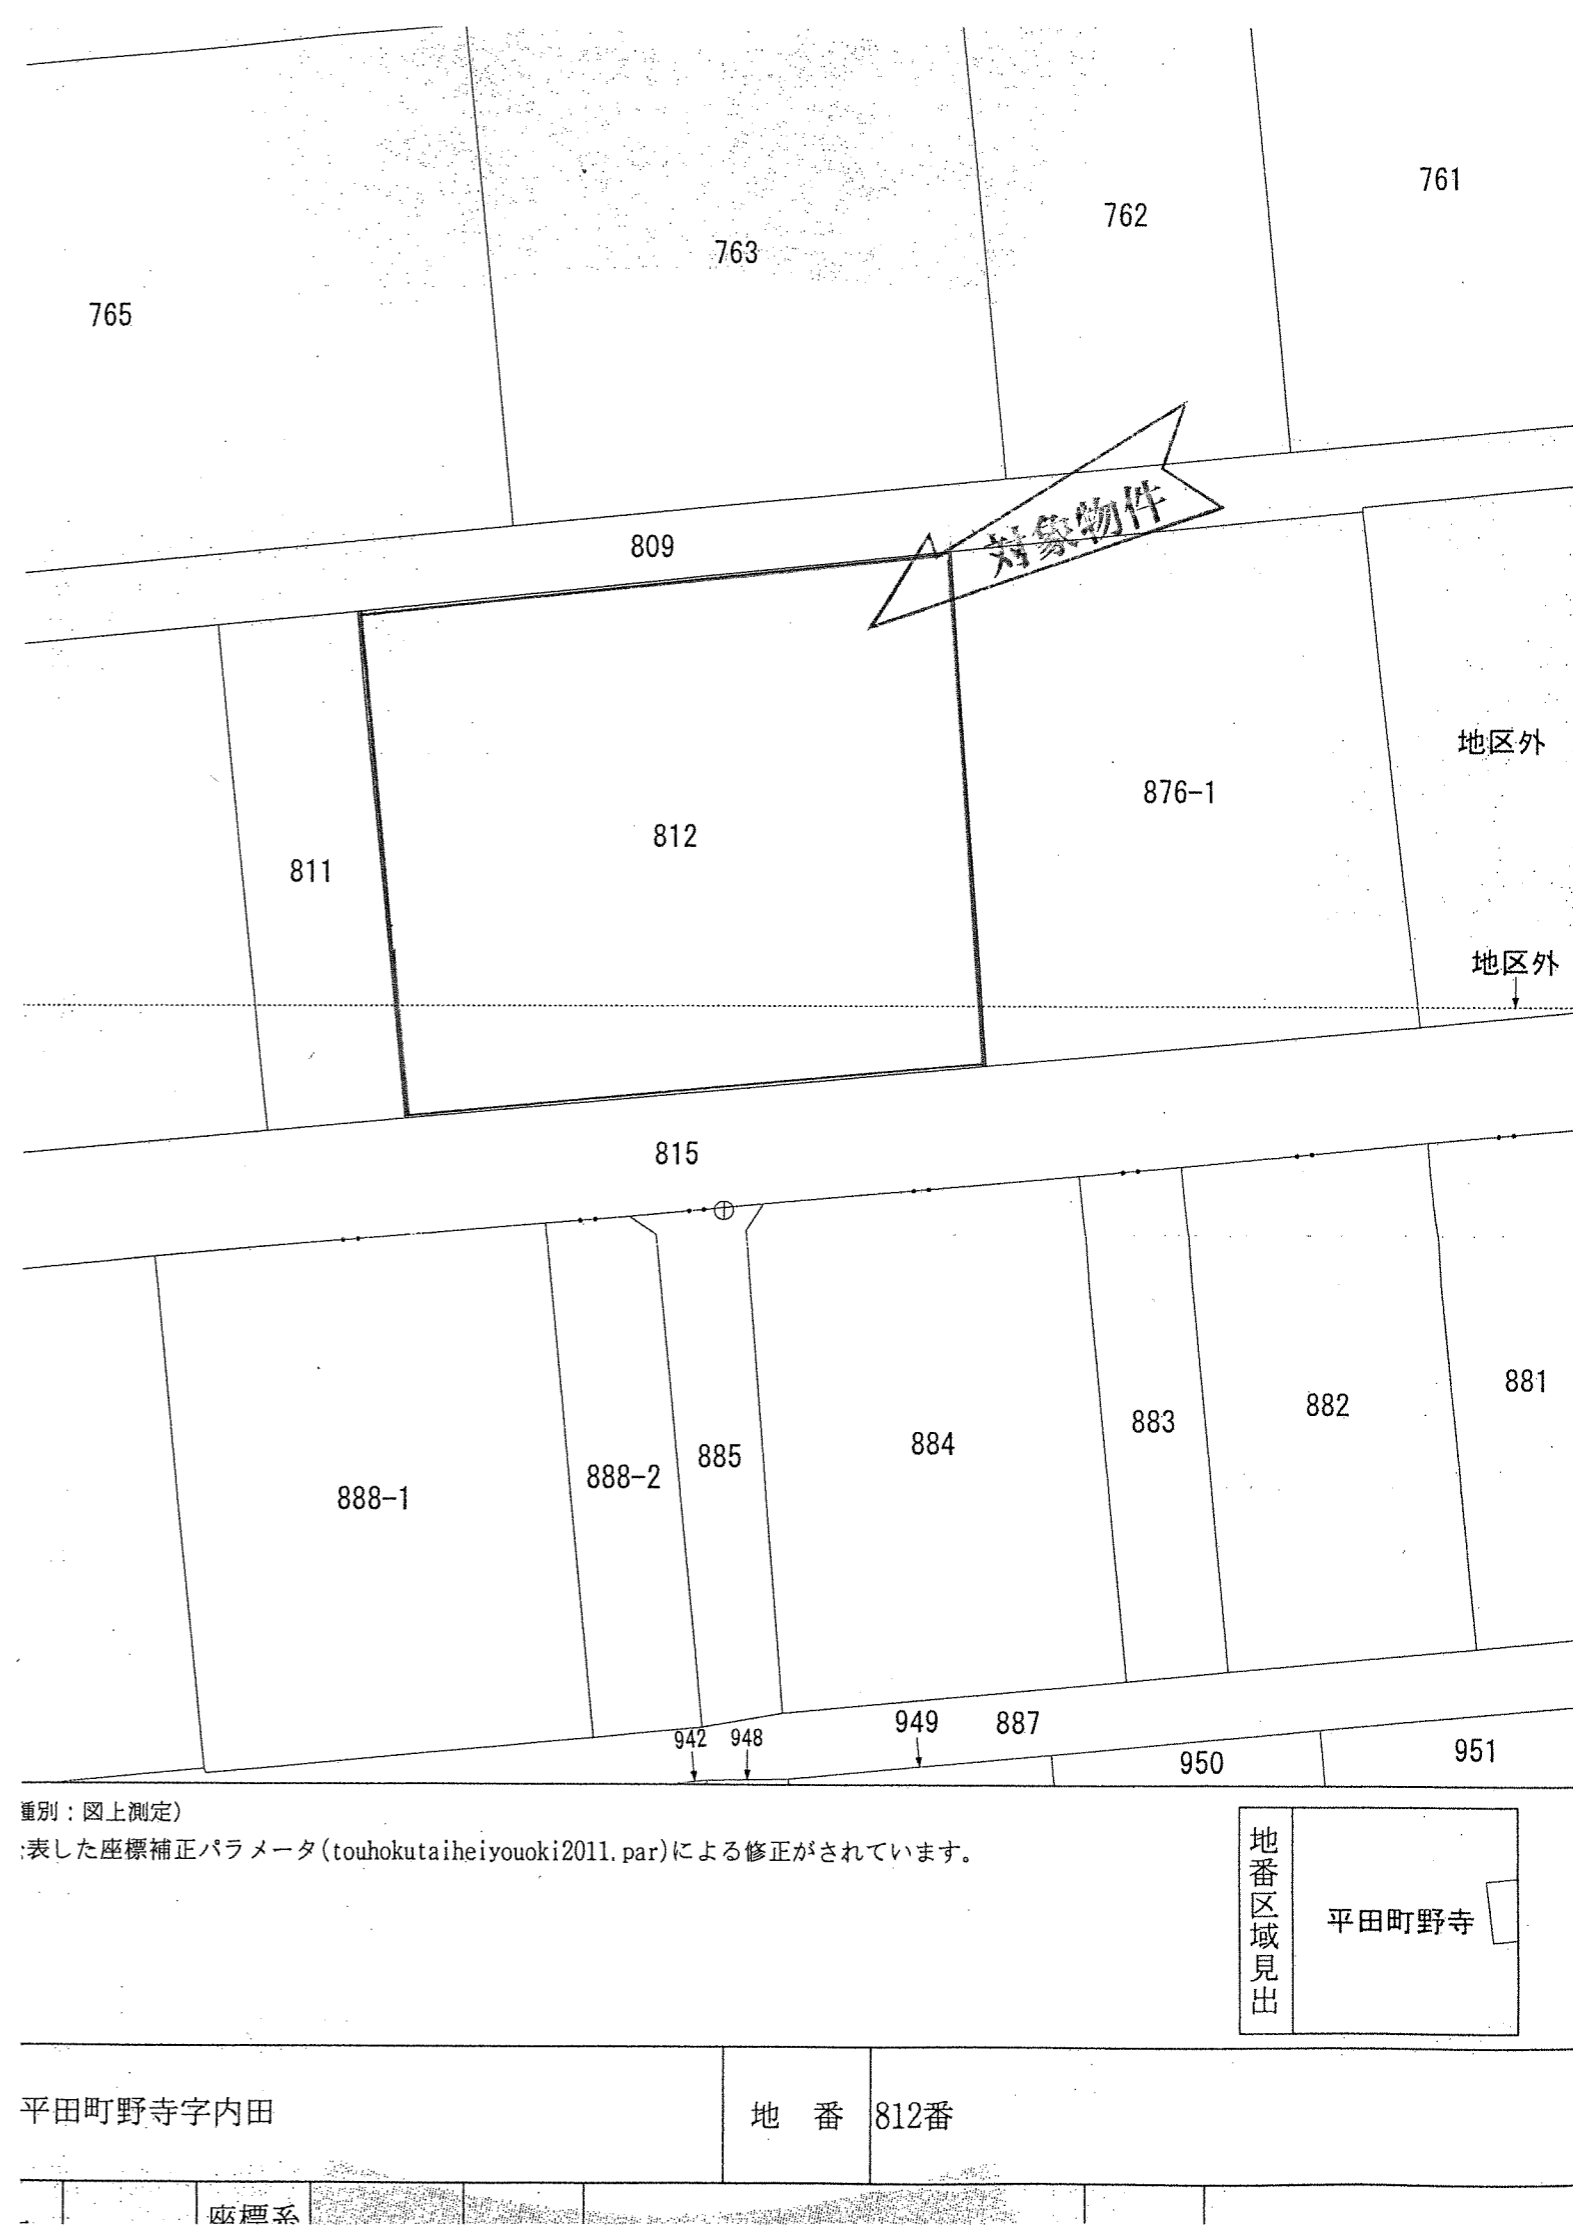 761
762
763
765
対象物件
809
地区外
876-1
812
811
地区外
815
881
882
883
884
885
888-2
888-1
949
887
942
948
951
950
種別：図上測定)
表した座標補正パラメータ(touhokutaiheiyouoki2011.par)による修正がされています。
地番区域見出
平田町野寺
平田町野寺字内田
地 番
812番
座標系